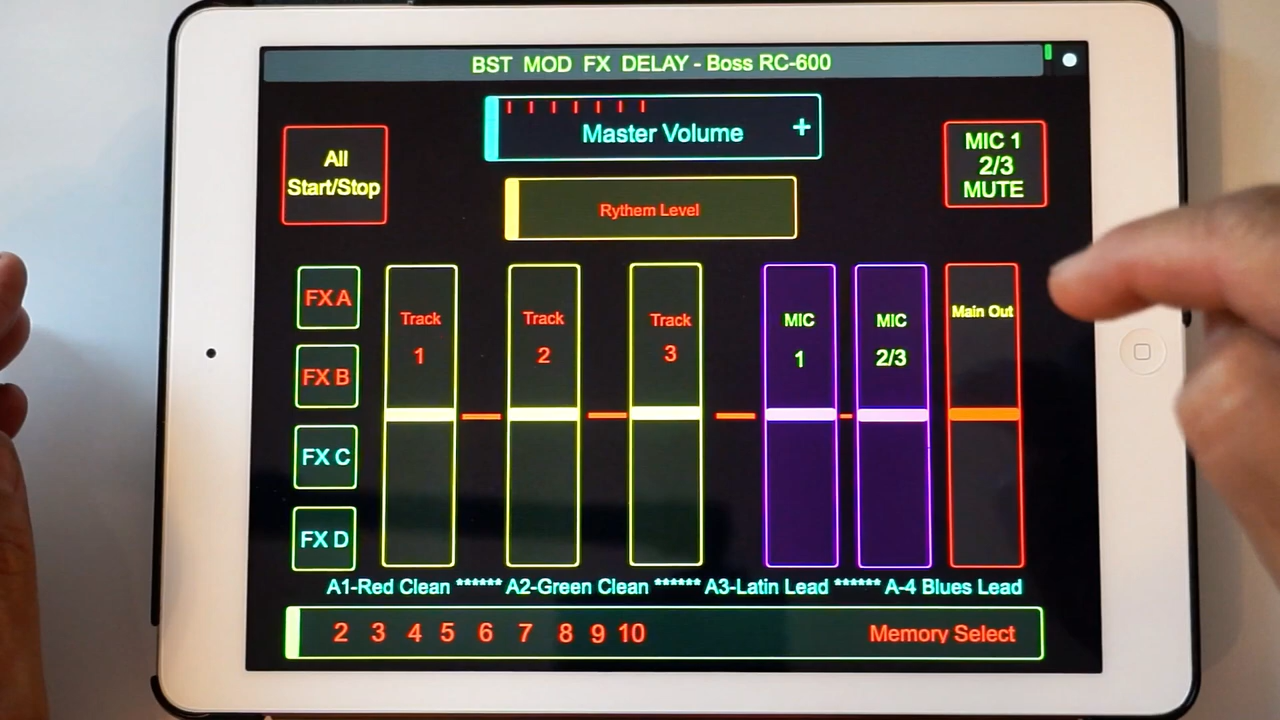 BST MOD FX DELAY - Boss RC-600
Master Volume +
All
Start/Stop
MIC 1
2/3
MUTE
Rythem Level
FX A
FX B
FX C
FX D
Track
1
Track
2
Track
3
MIC
1
MIC
2/3
Main Out
A1-Red Clean ****** A2-Green Clean ****** A3-Latin Lead ****** A-4 Blues Lead
2 3 4 5 6 7 8 9 10 Memory Select